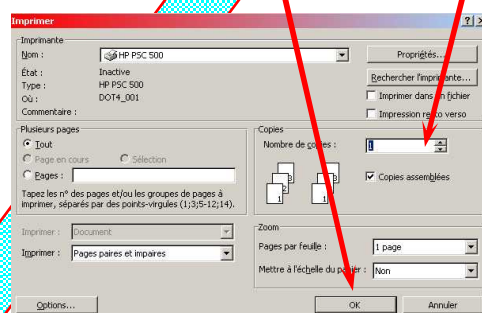 Imprimer
Imprimante
Nom : HP PSC 500 Propriétés...
État : Inactive
Type : HP PSC 500 Rechercher l'imprimante...
Où : DOT4_001 Imprimer dans un fichier
Commentaire : Impression recto verso
Plusieurs pages
Tout
Page en cours Sélection
Pages :
Tapez les n° des pages et/ou les groupes de pages à
imprimer, séparés par des points-virgules (1;3;5-12;14).
Copies
Nombre de copies : 1
Copies assemblées
Imprimer : Document
Imprimer : Pages paires et impaires
Zoom
Pages par feuille : 1 page
Mettre à l'échelle du papier : Non
Options... OK Annuler